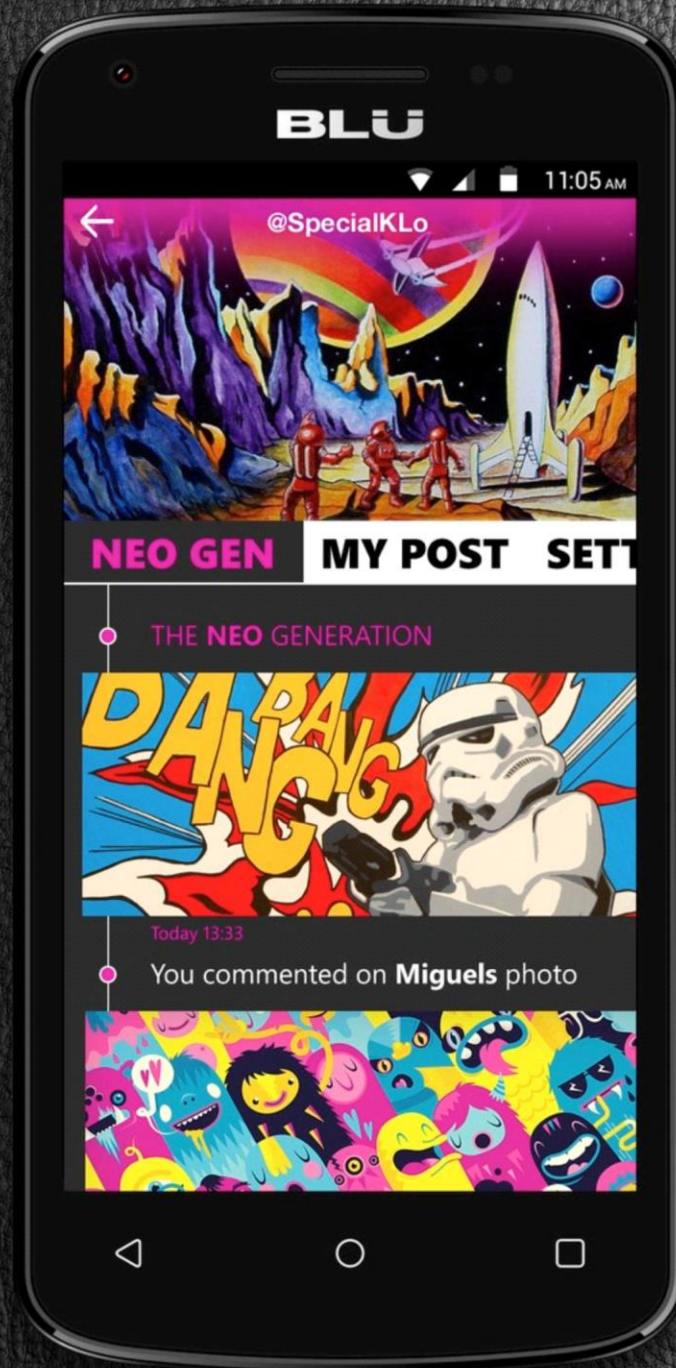 BLU
11:05 AM
@SpecialKLo
NEO GEN MY POST SETT
THE NEO GENERATION
DANG
DANG
Today 13:33
You commented on Miguels photo